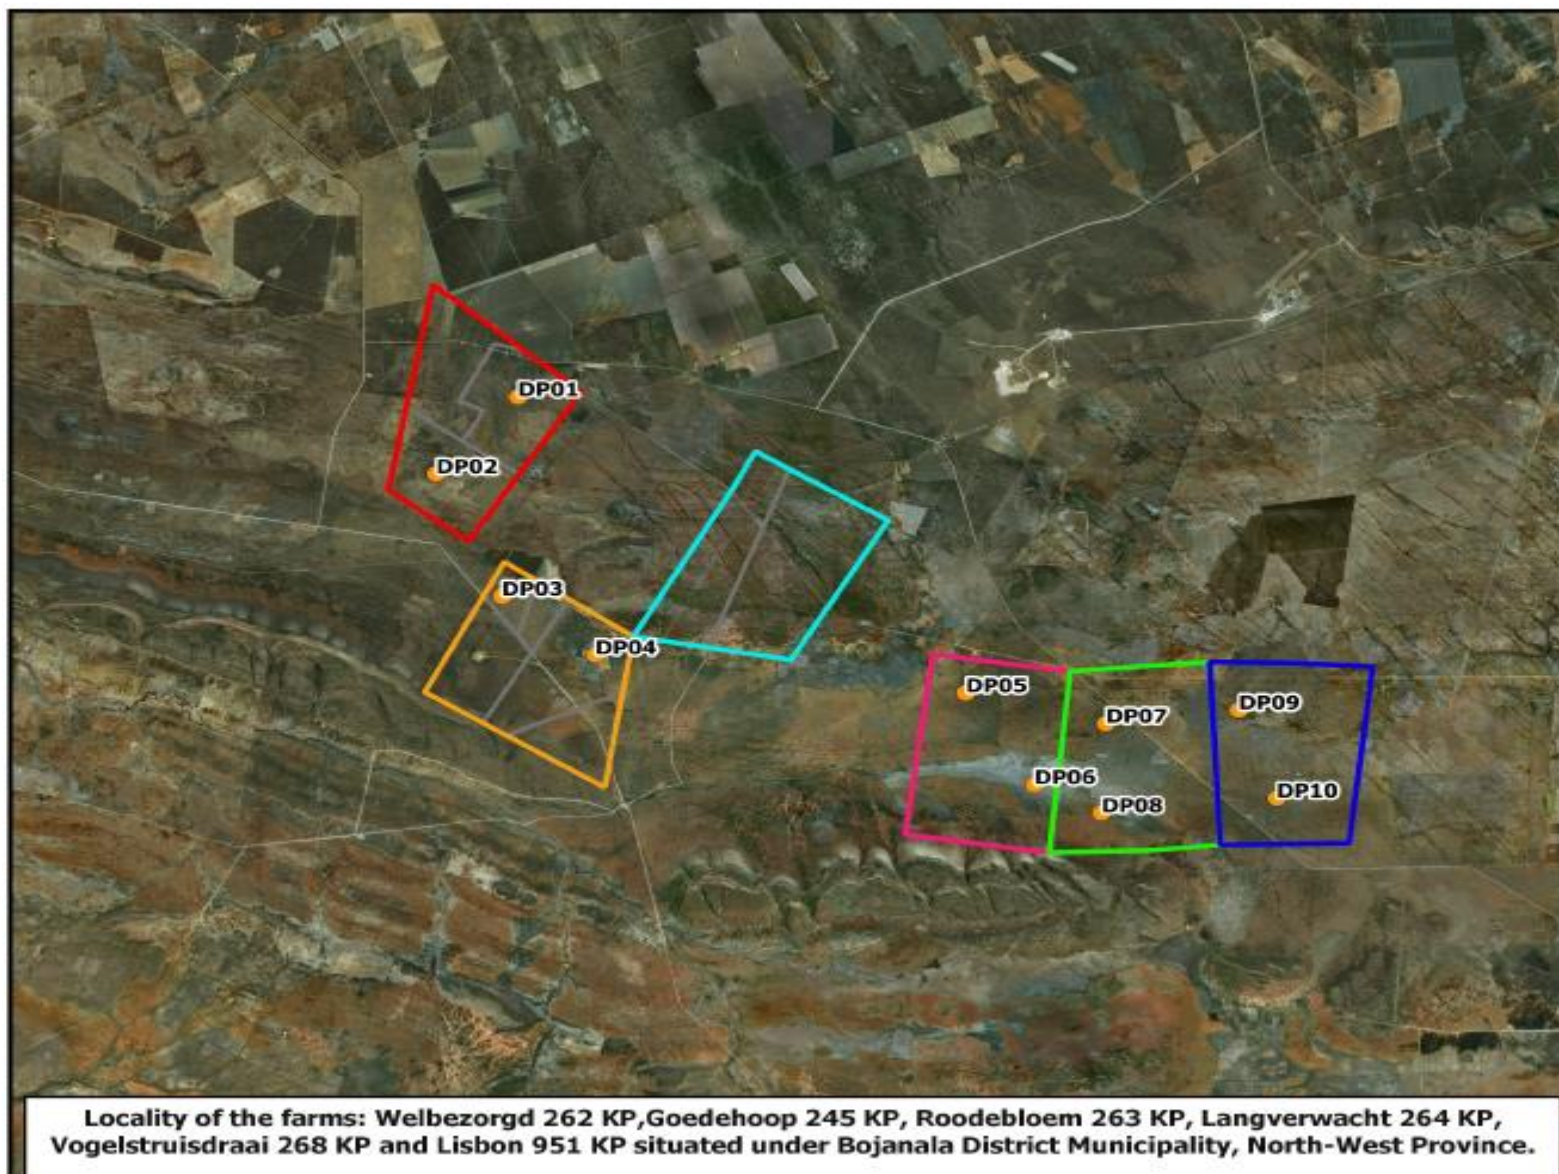 DP01
DP02
DP03
DP04
DP05
DP09
DP07
DP06
DP10
DP08
Locality of the farms: Welbezorgd 262 KP,Goedehoop 245 KP, Roodebloem 263 KP, Langverwacht 264 KP,
Vogelstruisdraai 268 KP and Lisbon 951 KP situated under Bojanala District Municipality, North-West Province.